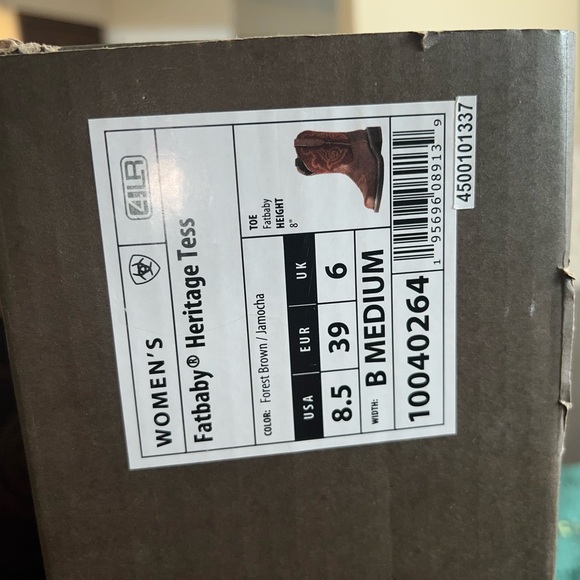 WOMEN'S
4LR
Fatbaby® Heritage Tess
COLOR: Forest Brown / Jamocha
TOE
Fatbaby
HEIGHT
8"
USA EUR UK
8.5 39 6
WIDTH: B MEDIUM
10040264
1 95696 08913 9
4500101337